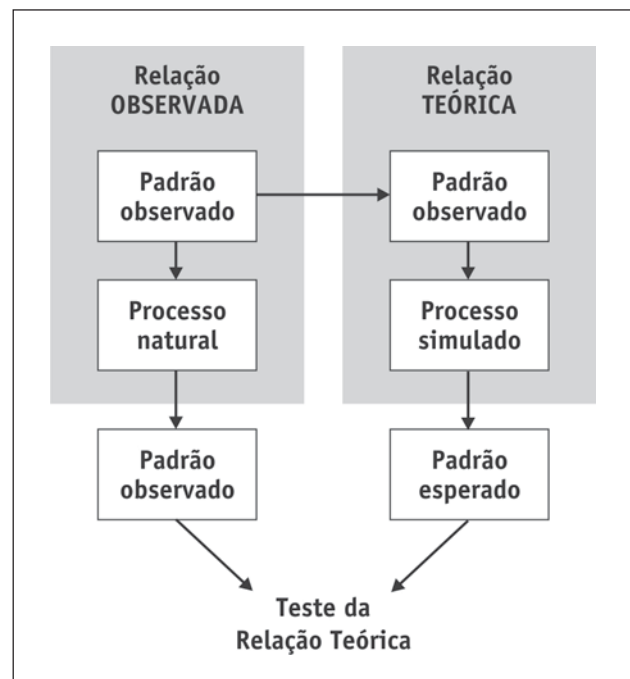 Relação
OBSERVADA
Relação
TEÓRICA
Padrão
observado
Padrão
observado
Processo
natural
Processo
simulado
Padrão
observado
Padrão
esperado
Teste da
Relação Teórica